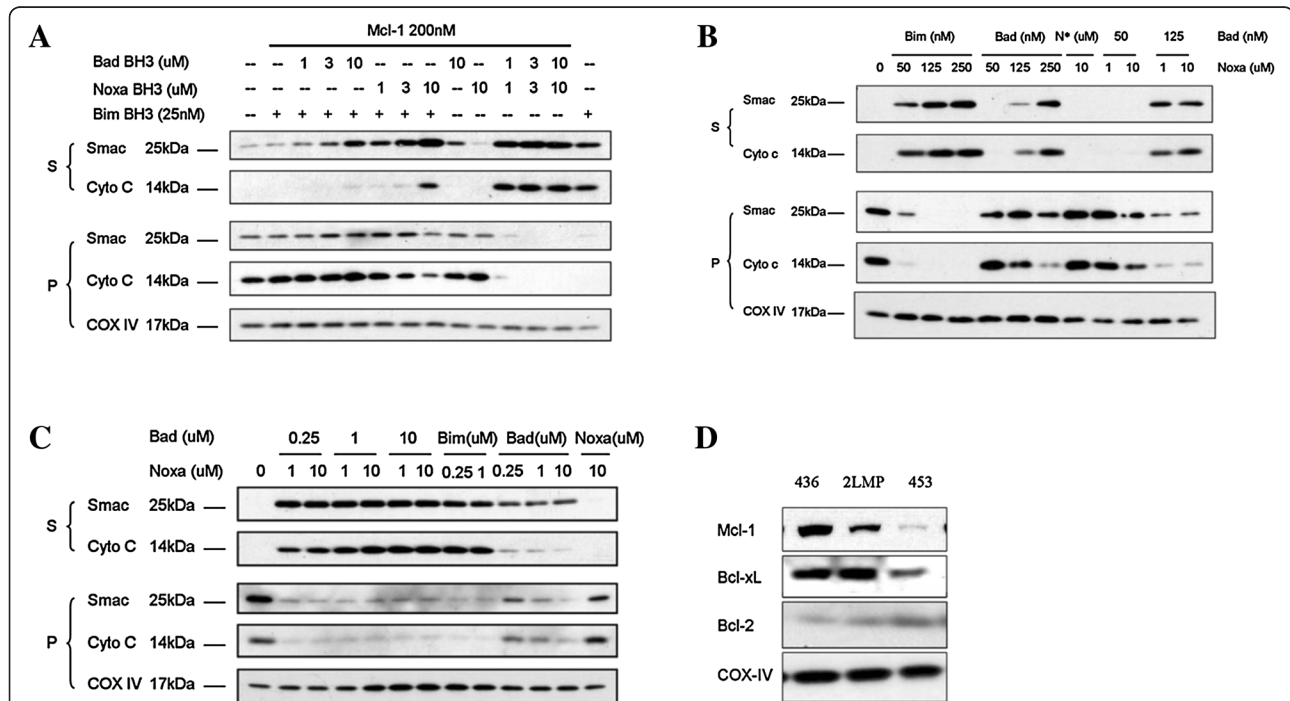 A
Mcl-1 200nM
Bad BH3 (uM) -- -- 1 3 10 -- -- -- 10 -- 1 3 10 --
Noxa BH3 (uM) -- -- -- -- -- 1 3 10 -- 10 1 3 10 --
Bim BH3 (25nM) -- + + + + + + + -- -- -- -- -- +
S
Smac 25kDa
Cyto C 14kDa
P
Smac 25kDa
Cyto C 14kDa
COX IV 17kDa
B
Bim (nM) Bad (nM) N* (uM) 50 125 Bad (nM)
0 50 125 250 50 125 250 10 1 10 1 10 Noxa (uM)
S
Smac 25kDa
Cyto c 14kDa
P
Smac 25kDa
Cyto c 14kDa
COX IV 17kDa
C
Bad (uM) 0.25 1 10 Bim(uM) Bad(uM) Noxa(uM)
Noxa (uM) 0 1 10 1 10 1 10 0.25 1 0.25 1 10 10
S
Smac 25kDa
Cyto C 14kDa
P
Smac 25kDa
Cyto C 14kDa
COX IV 17kDa
D
436 2LMP 453
Mcl-1
Bcl-xL
Bcl-2
COX-IV